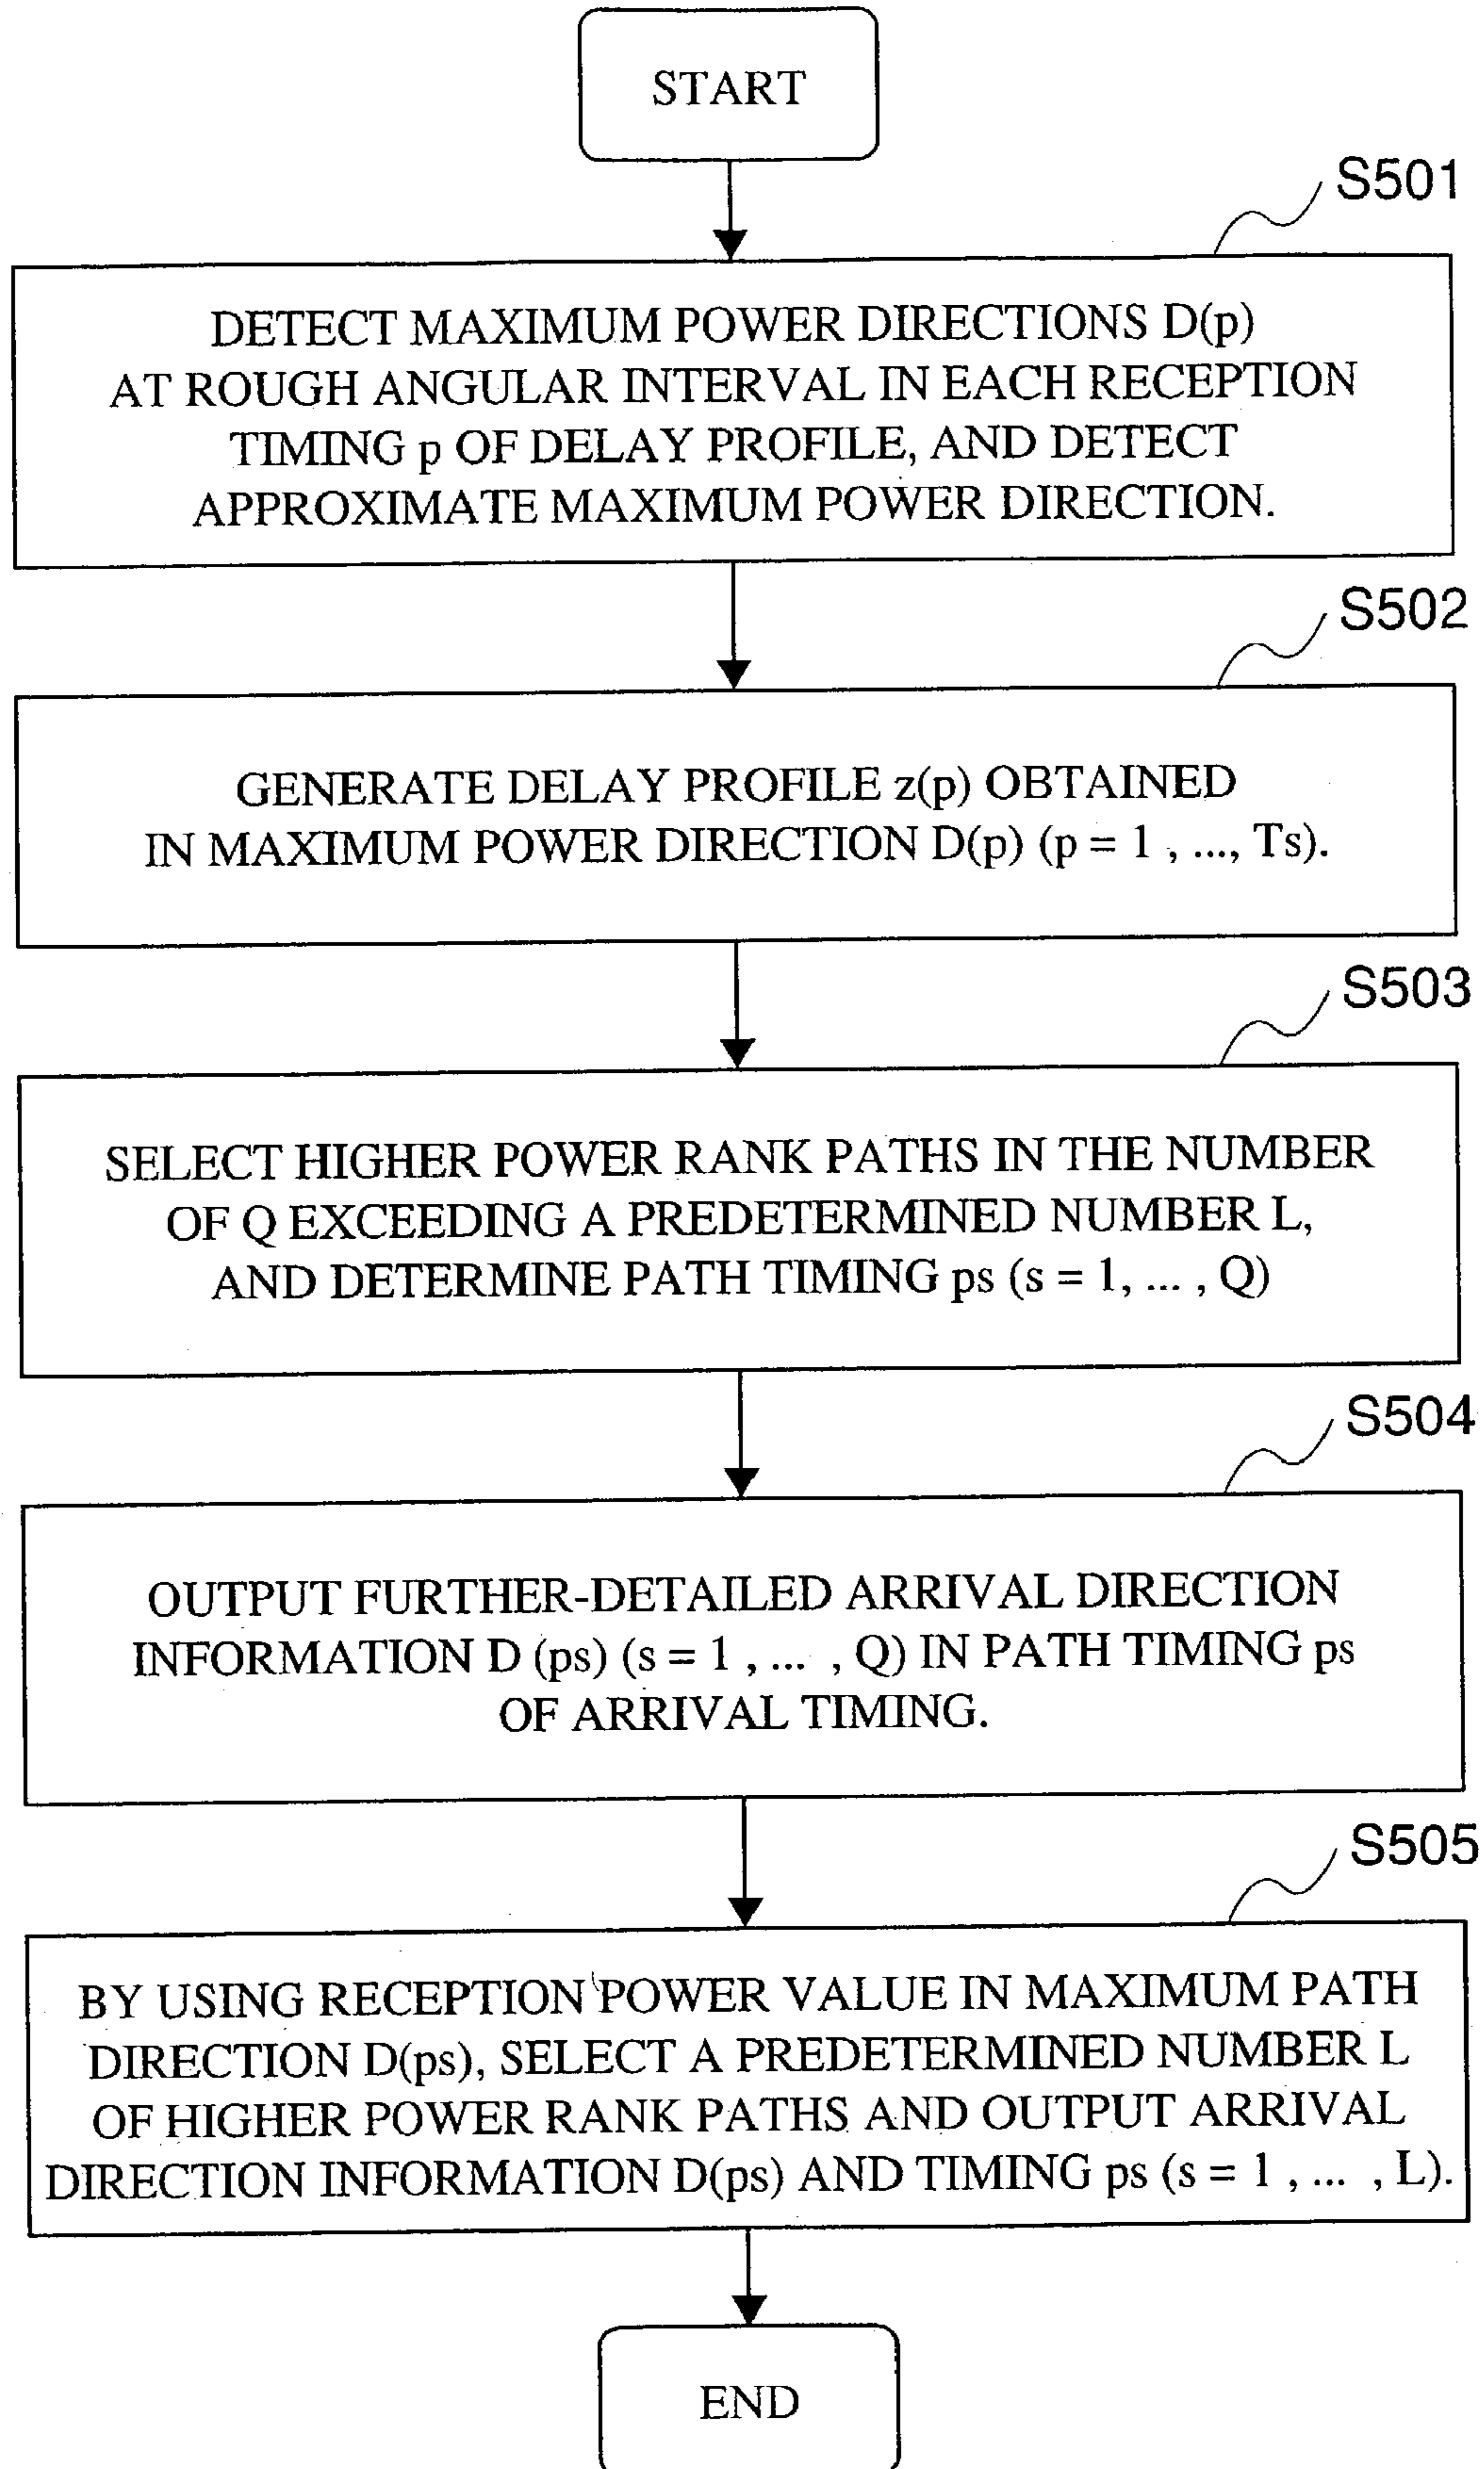 START
S501
DETECT MAXIMUM POWER DIRECTIONS D(p)
AT ROUGH ANGULAR INTERVAL IN EACH RECEPTION
TIMING p OF DELAY PROFILE, AND DETECT
APPROXIMATE MAXIMUM POWER DIRECTION.
S502
GENERATE DELAY PROFILE z(p) OBTAINED
IN MAXIMUM POWER DIRECTION D(p) (p = 1 , ..., Ts).
S503
SELECT HIGHER POWER RANK PATHS IN THE NUMBER
OF Q EXCEEDING A PREDETERMINED NUMBER L,
AND DETERMINE PATH TIMING ps (s = 1, ... , Q)
S504
OUTPUT FURTHER-DETAILED ARRIVAL DIRECTION
INFORMATION D (ps) (s = 1 , ... , Q) IN PATH TIMING ps
OF ARRIVAL TIMING.
S505
BY USING RECEPTION POWER VALUE IN MAXIMUM PATH
DIRECTION D(ps), SELECT A PREDETERMINED NUMBER L
OF HIGHER POWER RANK PATHS AND OUTPUT ARRIVAL
DIRECTION INFORMATION D(ps) AND TIMING ps (s = 1 , ... , L).
END